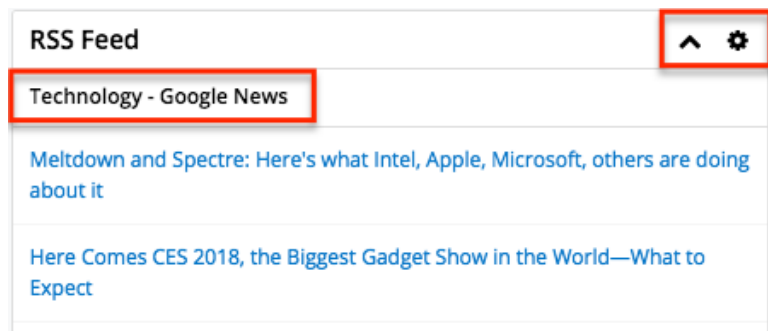 RSS Feed
Technology - Google News
Meltdown and Spectre: Here's what Intel, Apple, Microsoft, others are doing
about it
Here Comes CES 2018, the Biggest Gadget Show in the World—What to
Expect